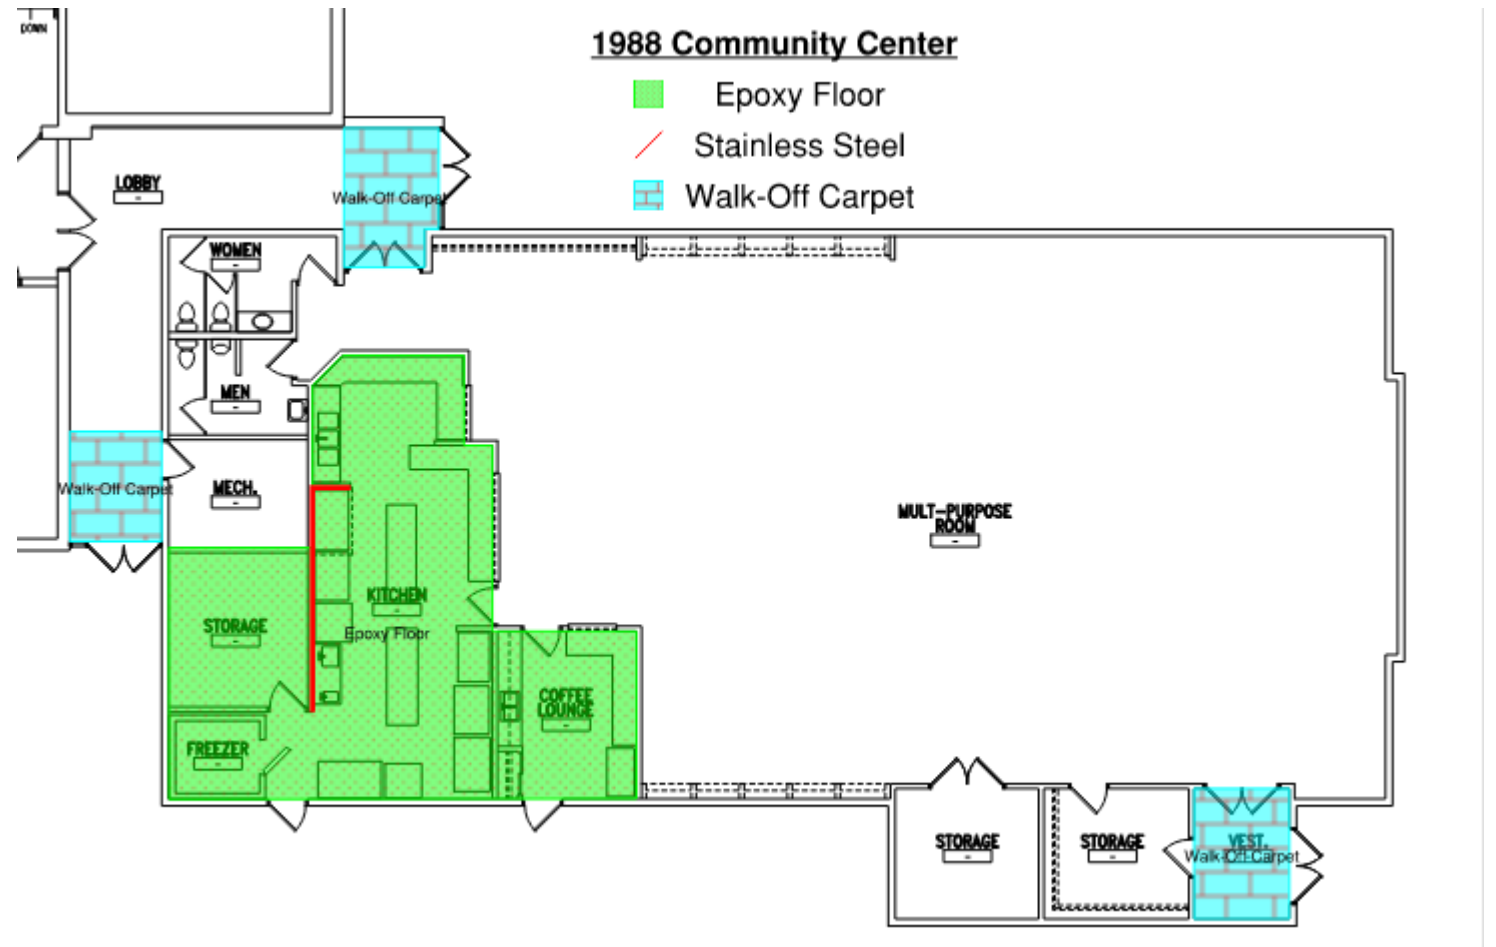 DOWN
1988 Community Center
Epoxy Floor
Stainless Steel
Walk-Off Carpet
LOBBY
Walk-Off Carpet
WOMEN
MEN
Walk-Off Carpet
MECH.
MULT-PURPOSE
ROOM
KITCHEN
STORAGE
Epoxy Floor
COFFEE
LOUNGE
FREEZER
STORAGE
STORAGE
VEST.
Walk-Off-Carpet